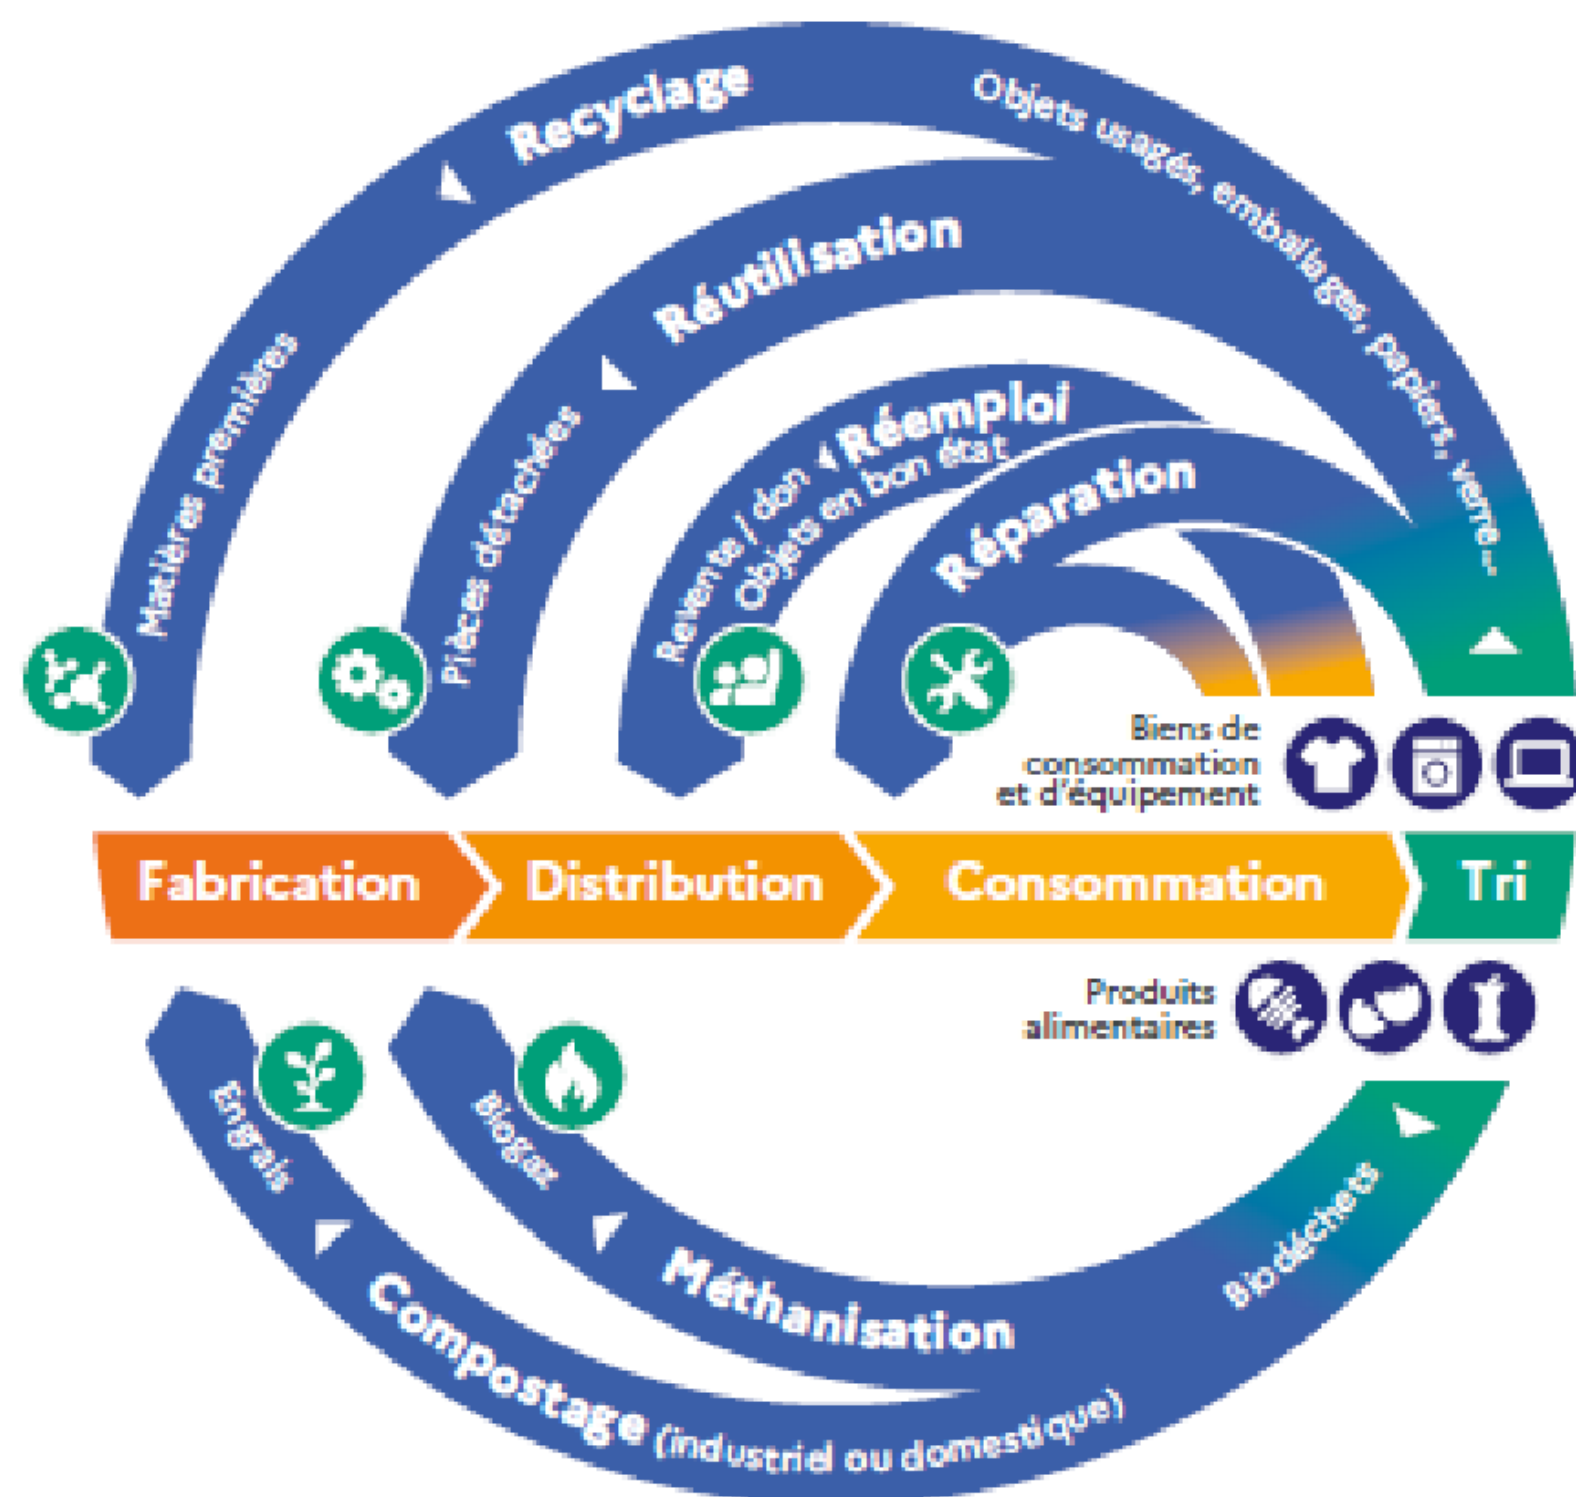 Recyclage
Objets usagés, emballages, papiers, verre...
Matières premières
Réutilisation
Pièces détachées
Réemploi
Revente / don
Objets en bon état
Réparation
Biens de
consommation
et d'équipement
Fabrication
Distribution
Consommation
Tri
Produits
alimentaires
Engrais
Biogaz
Biodéchets
Méthanisation
Compostage (industriel ou domestique)